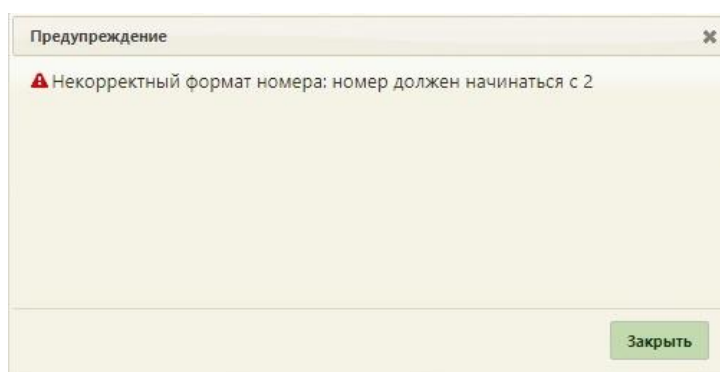 Предупреждение
Некорректный формат номера: номер должен начинаться с 2
Закрыть